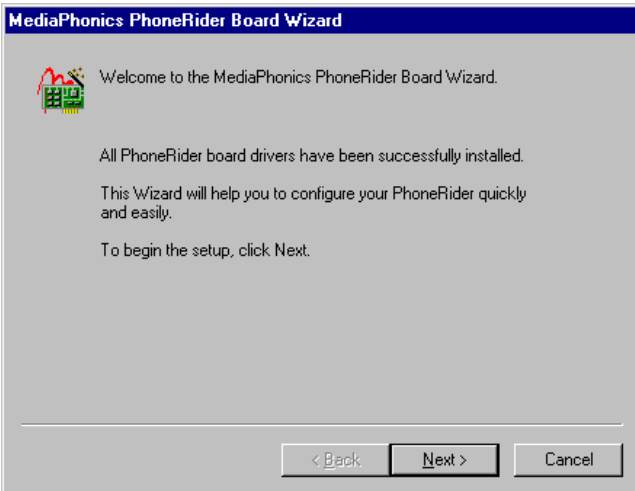 MediaPhonics PhoneRider Board Wizard
Welcome to the MediaPhonics PhoneRider Board Wizard.
All PhoneRider board drivers have been successfully installed.
This Wizard will help you to configure your PhoneRider quickly
and easily.
To begin the setup, click Next.
< Back
Next >
Cancel